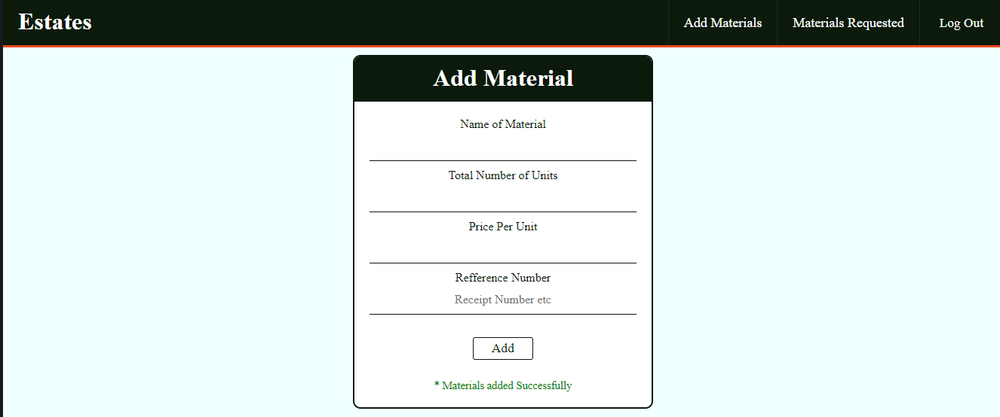 Estates
Add Materials
Materials Requested
Log Out
Add Material
Name of Material
Total Number of Units
Price Per Unit
Refference Number
Receipt Number etc
Add
* Materials added Successfully